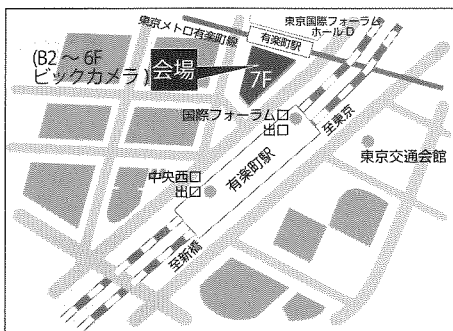 東京メトロ有楽町線
有楽町駅
東京国際フォーラム
ホールD
(B2～6F
ビックカメラ)
会場
7F
国際フォーラム口
出口
至東京
東京交通会館
中央西口
出口
有楽町駅
至新橋